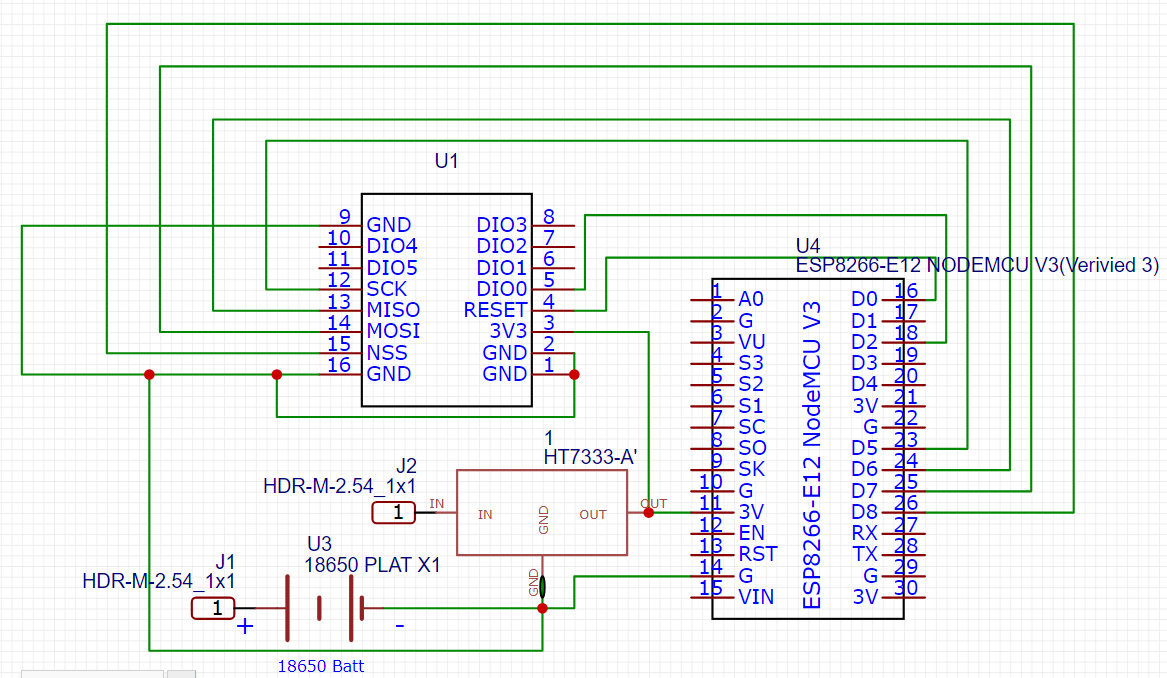 U1
9 GND DIO3 8
10 DIO4 DIO2 7
11 DIO5 DIO1 6
12 SCK DIO0 5
13 MISO RESET 4
14 MOSI 3V3 3
15 NSS GND 2
16 GND GND 1
U4
ESP8266-E12 NODEMCU V3(Verivied 3)
1 A0 D0 16
2 G D1 17
3 VU D2 18
4 S3 D3 19
5 S2 D4 20
6 S1 3V 21
7 SC G 22
8 SO D5 23
9 SK D6 24
10 G D7 25
11 3V D8 26
12 EN RX 27
13 RST TX 28
14 G G 29
15 VIN 3V 30
ESP8266-E12 NodeMCU V3
1
HT7333-A'
J2
HDR-M-2.54_1x1
1
IN
IN
GND
OUT
OUT
GND
J1
HDR-M-2.54_1x1
1
U3
18650 PLAT X1
+
-
18650 Batt